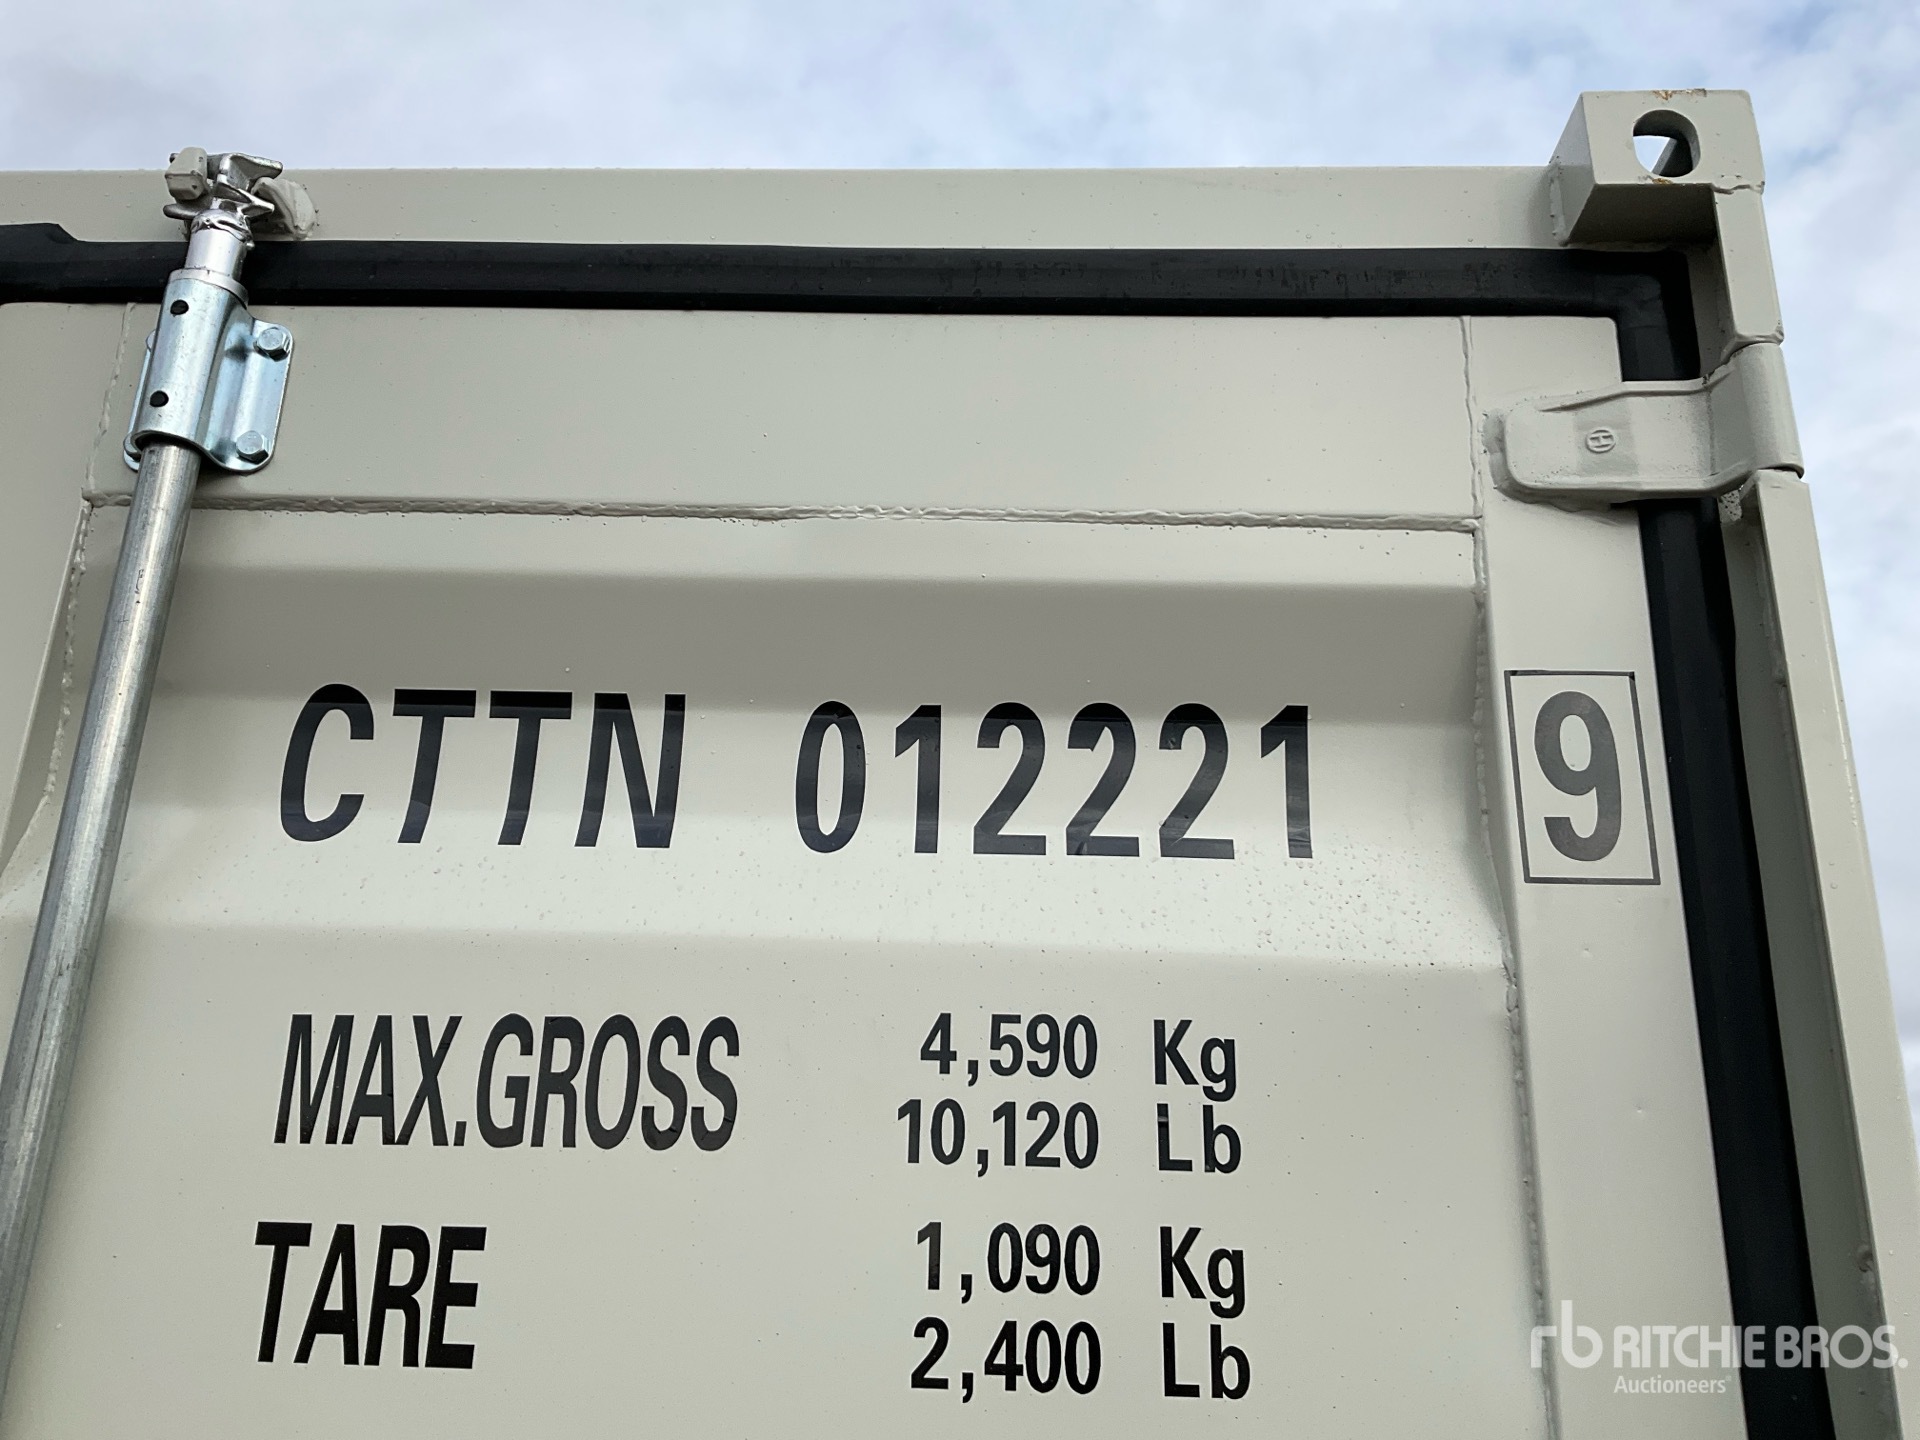 CTTN 012221 9
MAX.GROSS 4,590 Kg
10,120 Lb
TARE 1,090 Kg
2,400 Lb
H
rb RITCHIE BROS.
Auctioneers